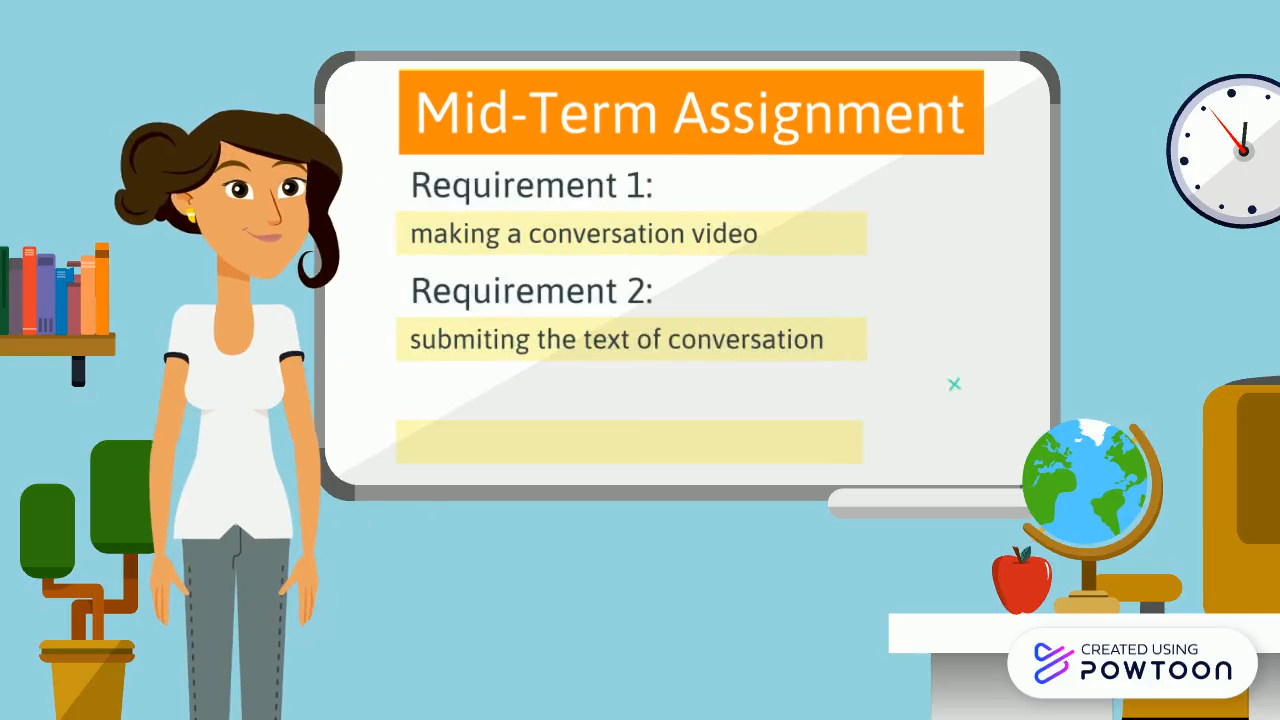 Mid-Term Assignment
Requirement 1:
making a conversation video
Requirement 2:
submiting the text of conversation
CREATED USING
POWTOON